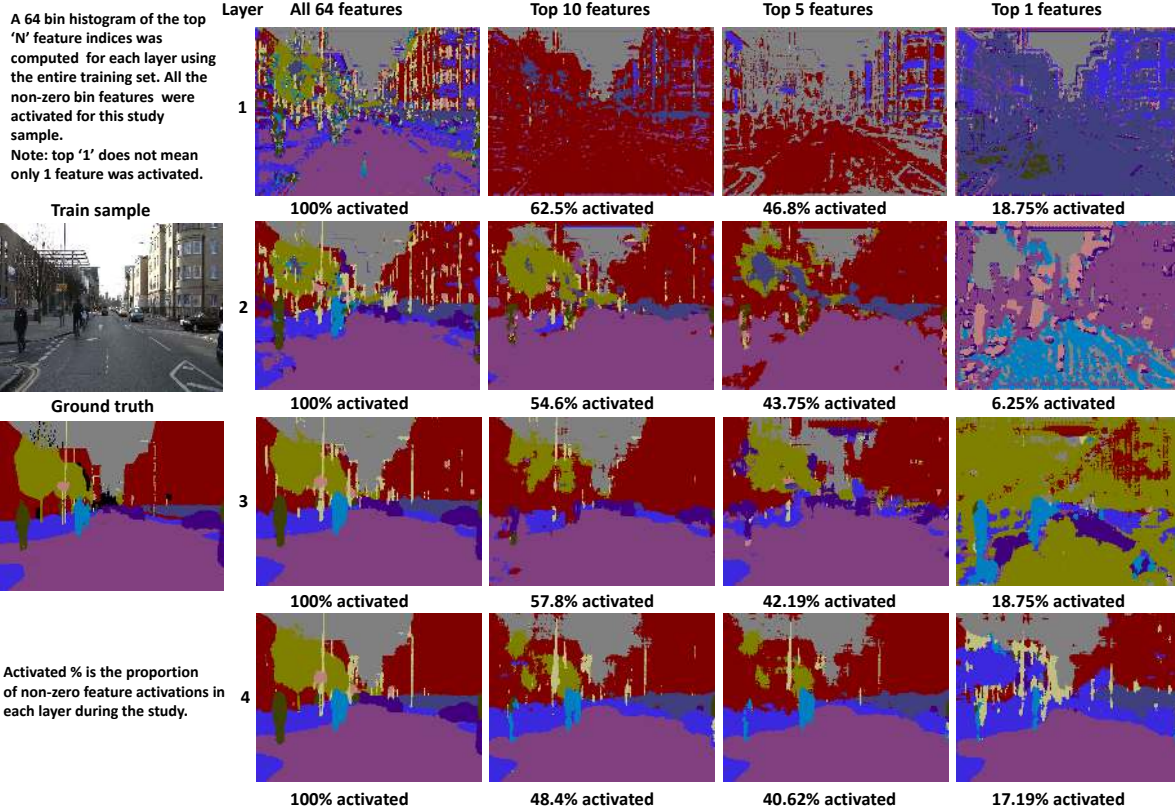 A 64 bin histogram of the top
‘N’ feature indices was
computed for each layer using
the entire training set. All the
non-zero bin features were
activated for this study
sample.
Note: top ‘1’ does not mean
only 1 feature was activated.
Train sample
Ground truth
Activated % is the proportion
of non-zero feature activations in
each layer during the study.
Layer All 64 features Top 10 features Top 5 features Top 1 features
1
100% activated 62.5% activated 46.8% activated 18.75% activated
2
100% activated 54.6% activated 43.75% activated 6.25% activated
3
100% activated 57.8% activated 42.19% activated 18.75% activated
4
100% activated 48.4% activated 40.62% activated 17.19% activated